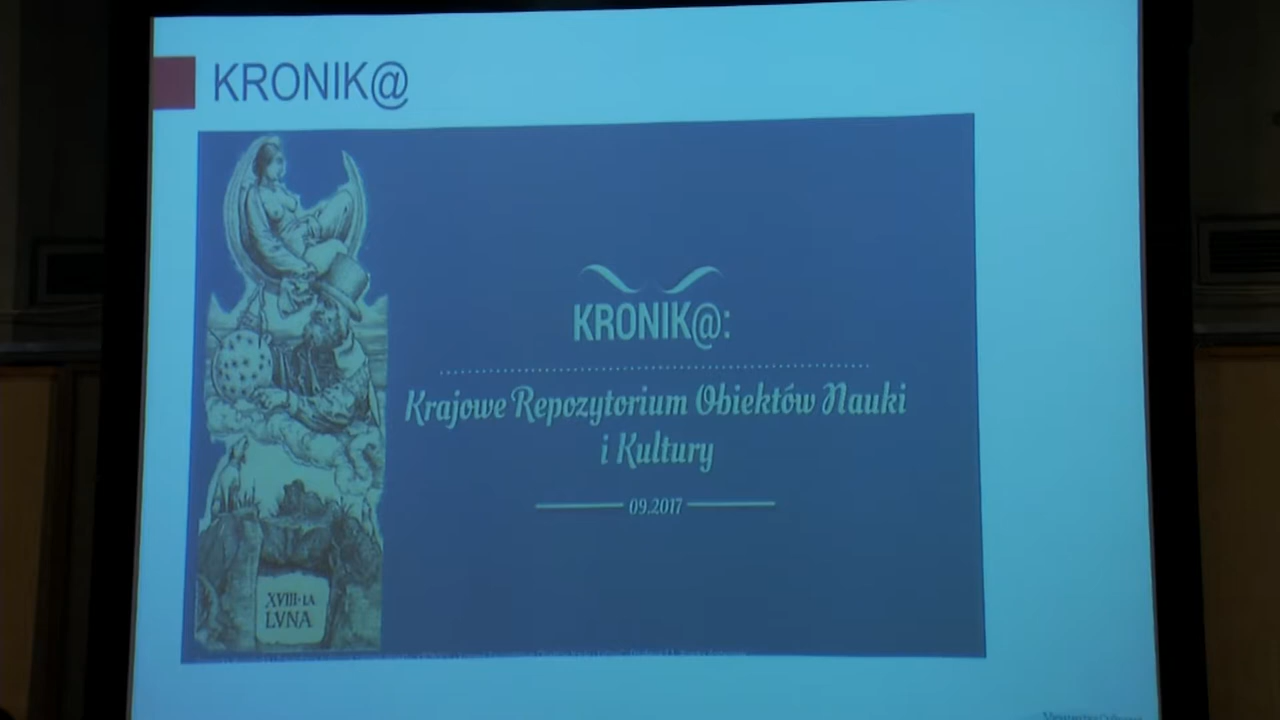 KRONIK@
KRONIK@:
Krajowe Repozytorium Obiektów Nauki
i Kultury
09.2017
XVIII·LA
LVNA